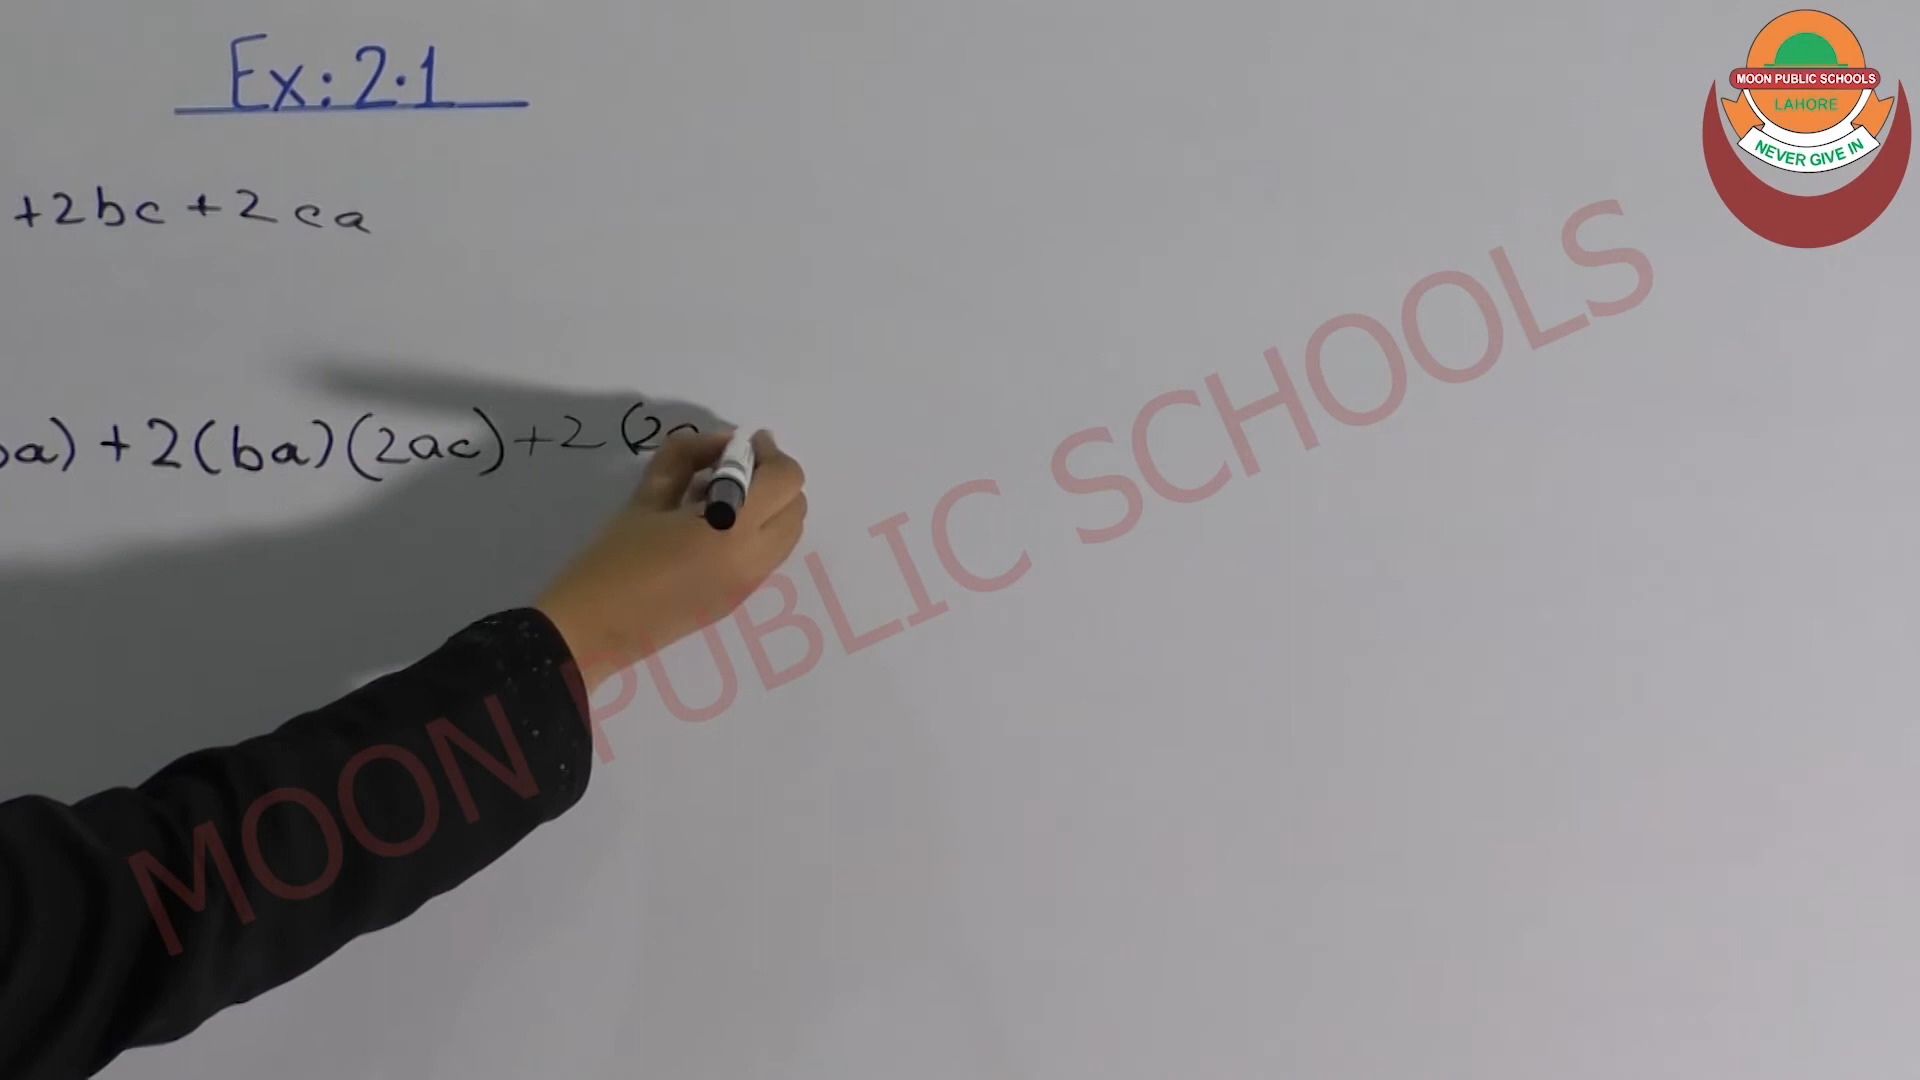 Ex: 2.1
MOON PUBLIC SCHOOLS
LAHORE
NEVER GIVE IN
+2bc +2ca
a) +2(ba)(2ac)+2(2
MOON PUBLIC SCHOOLS